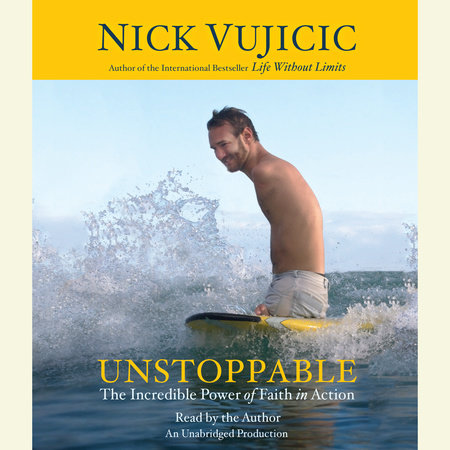 NICK VUJICIC
Author of the International Bestseller Life Without Limits
UNSTOPPABLE
The Incredible Power of Faith in Action
Read by the Author
An Unabridged Production